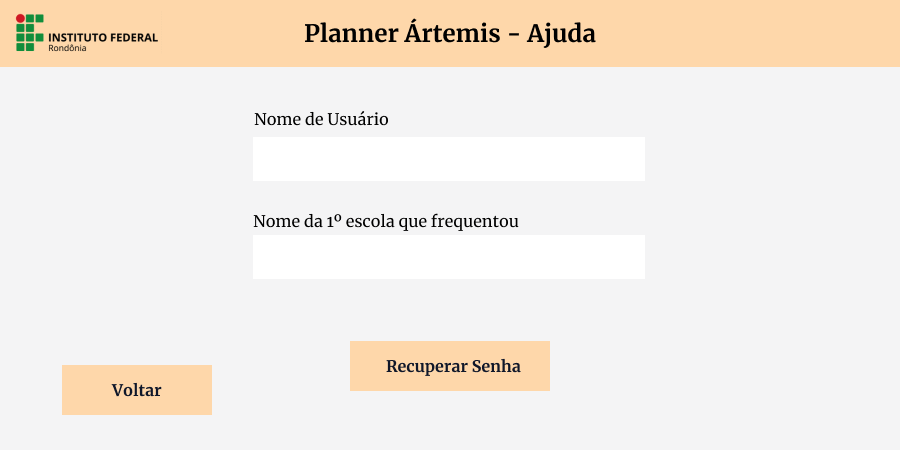 INSTITUTO FEDERAL
Rondônia
Planner Ártemis - Ajuda
Nome de Usuário
Nome da 1º escola que frequentou
Recuperar Senha
Voltar